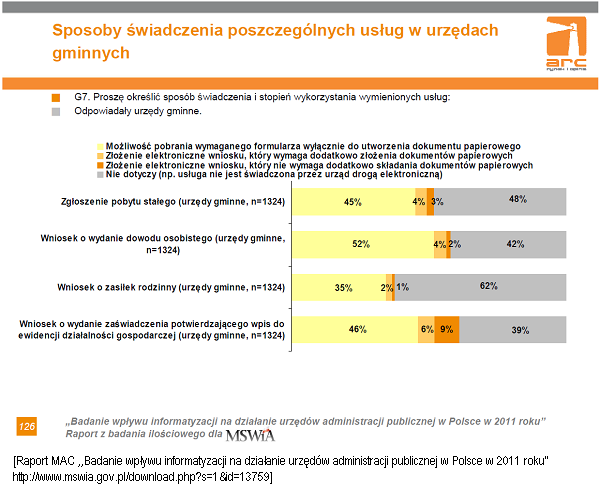 Sposoby świadczenia poszczególnych usług w urzędach
gminnych
arc
rynek i opinia
G7. Proszę określić sposób świadczenia i stopień wykorzystania wymienionych usług:
Odpowiadały urzędy gminne.
Możliwość pobrania wymaganego formularza wyłącznie do utworzenia dokumentu papierowego
Złożenie elektroniczne wniosku, który wymaga dodatkowo złożenia dokumentów papierowych
Złożenie elektroniczne wniosku, który nie wymaga dodatkowo składania dokumentów papierowych
Nie dotyczy (np. usługa nie jest świadczona przez urząd drogą elektroniczną)
Zgłoszenie pobytu stałego (urzędy gminne, n=1324) 45% 4% 3% 48%
Wniosek o wydanie dowodu osobistego (urzędy gminne,
n=1324) 52% 4% 2% 42%
Wniosek o zasiłek rodzinny (urzędy gminne, n=1324) 35% 2% 1% 62%
Wniosek o wydanie zaświadczenia potwierdzającego wpis do
ewidencji działalności gospodarczej (urzędy gminne, n=1324) 46% 6% 9% 39%
126
„Badanie wpływu informatyzacji na działanie urzędów administracji publicznej w Polsce w 2011 roku”
Raport z badania ilościowego dla MSWiA
[Raport MAC ,,Badanie wpływu informatyzacji na działanie urzędów administracji publicznej w Polsce w 2011 roku"
http://www.mswia.gov.pl/download.php?s=1&id=13759]